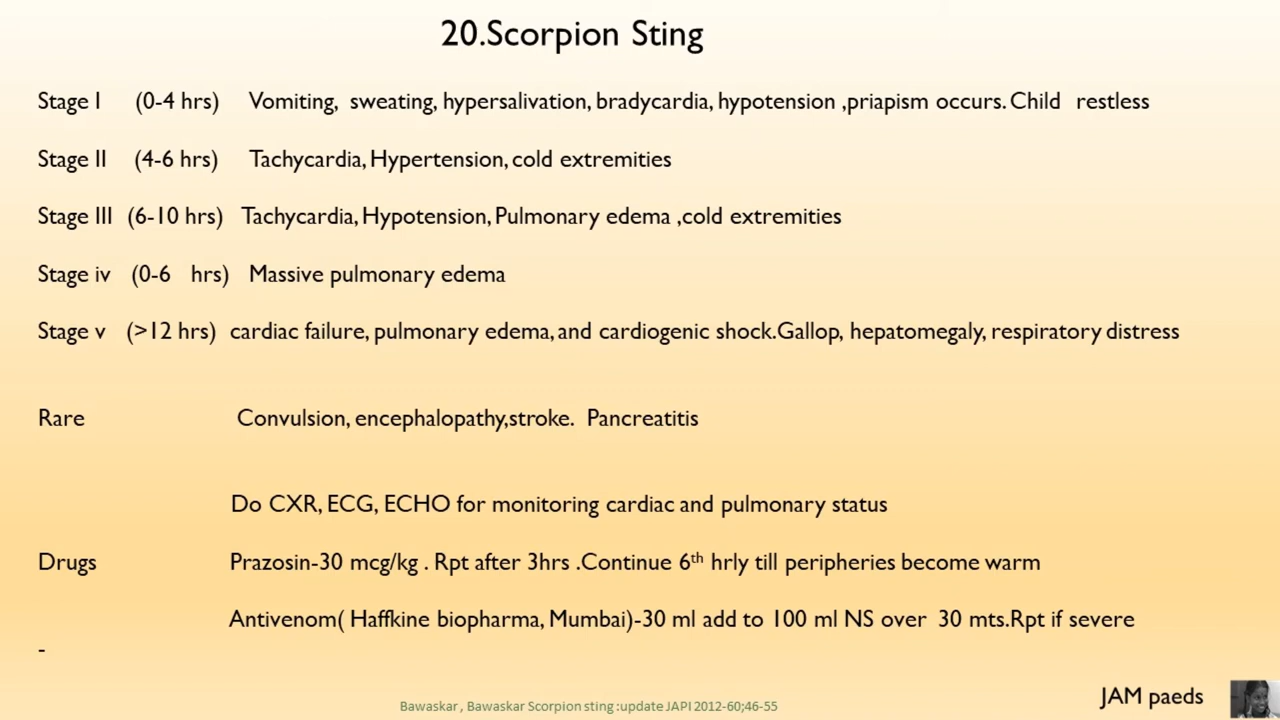 20.Scorpion Sting
Stage I (0-4 hrs) Vomiting, sweating, hypersalivation, bradycardia, hypotension ,priapism occurs. Child restless
Stage II (4-6 hrs) Tachycardia, Hypertension, cold extremities
Stage III (6-10 hrs) Tachycardia, Hypotension, Pulmonary edema ,cold extremities
Stage iv (0-6 hrs) Massive pulmonary edema
Stage v (>12 hrs) cardiac failure, pulmonary edema, and cardiogenic shock.Gallop, hepatomegaly, respiratory distress
Rare Convulsion, encephalopathy,stroke. Pancreatitis
Do CXR, ECG, ECHO for monitoring cardiac and pulmonary status
Drugs Prazosin-30 mcg/kg . Rpt after 3hrs .Continue 6th hrly till peripheries become warm
Antivenom( Haffkine biopharma, Mumbai)-30 ml add to 100 ml NS over 30 mts.Rpt if severe
-
Bawaskar , Bawaskar Scorpion sting :update JAPI 2012-60;46-55
JAM paeds